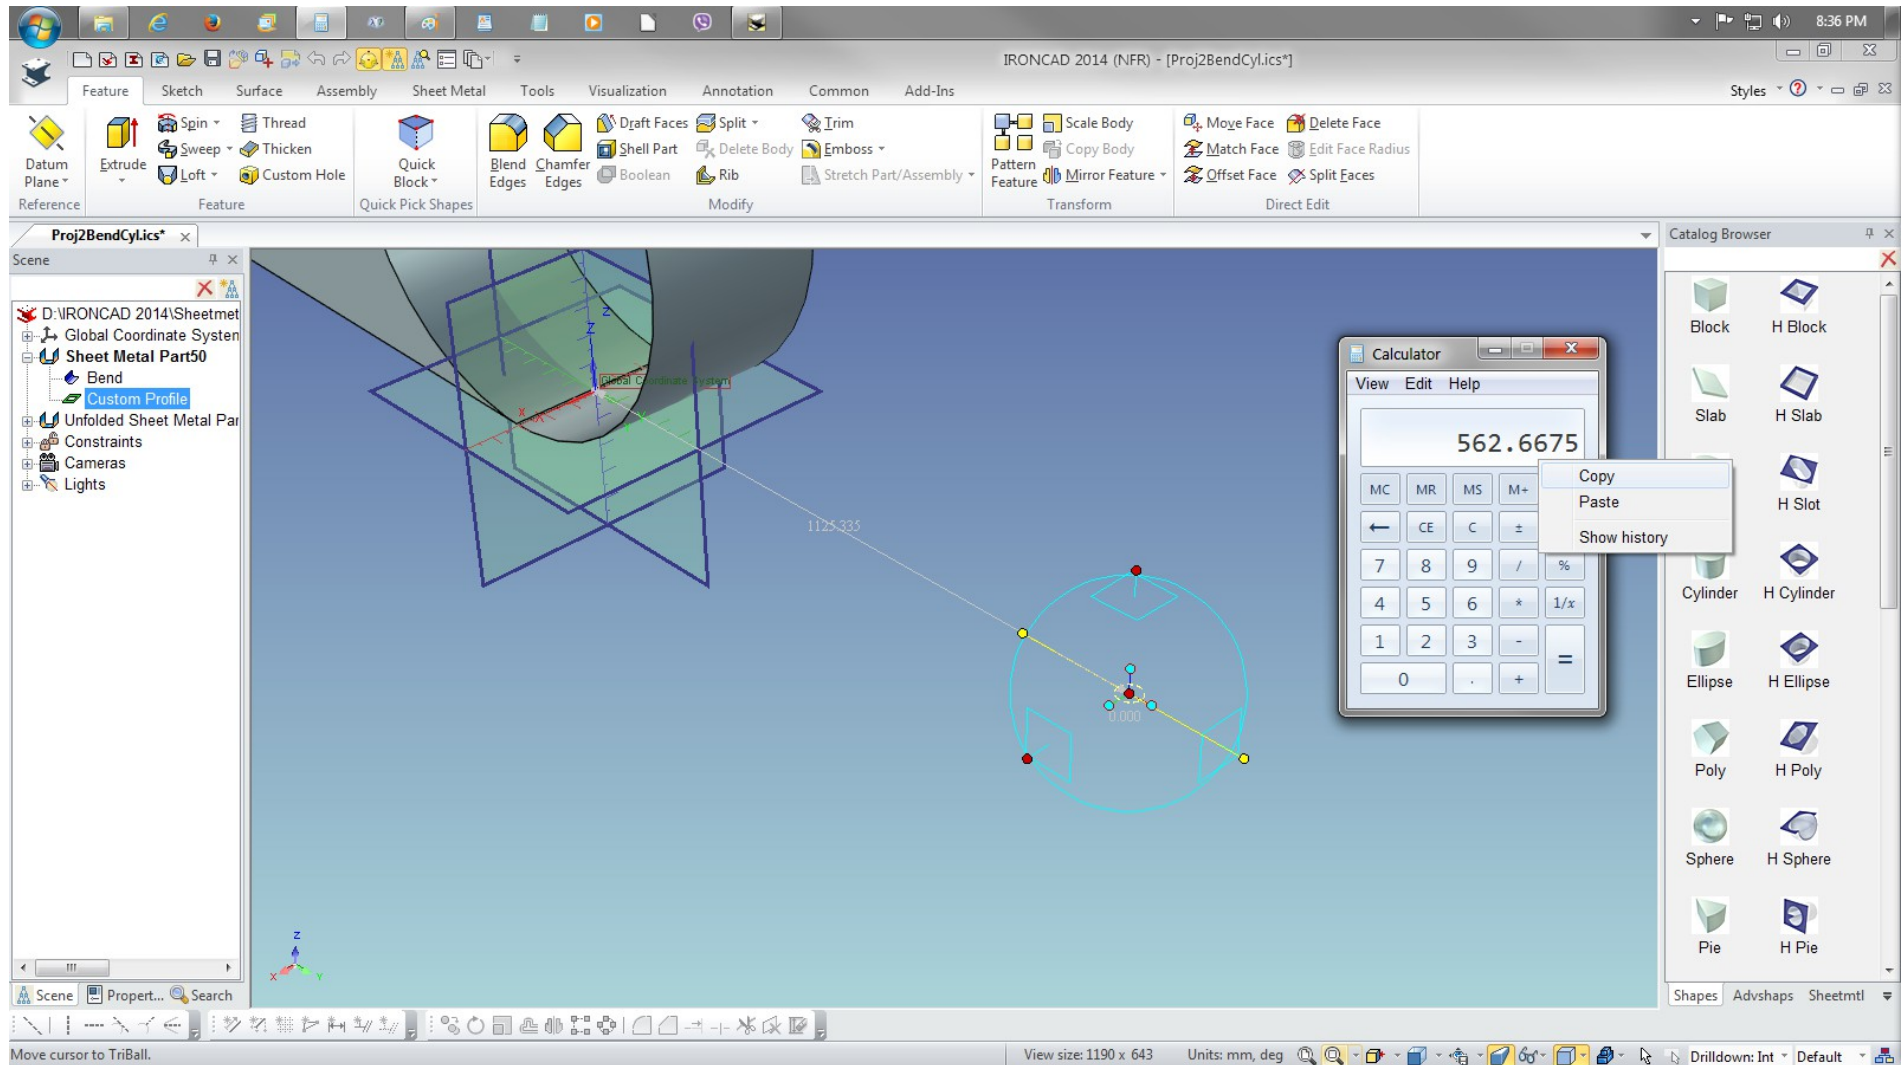 8:36 PM
IRONCAD 2014 (NFR) - [Proj2BendCyl.ics*]
Feature Sketch Surface Assembly Sheet Metal Tools Visualization Annotation Common Add-Ins Styles
Datum Plane
Extrude
Spin Thread
Sweep Thicken
Loft Custom Hole
Quick Block
Blend Edges
Chamfer Edges
Draft Faces Split Trim
Shell Part Delete Body Emboss
Boolean Rib Stretch Part/Assembly
Pattern Feature
Scale Body
Copy Body
Mirror Feature
Move Face Delete Face
Match Face Edit Face Radius
Offset Face Split Faces
Reference Feature Quick Pick Shapes Modify Transform Direct Edit
Proj2BendCyl.ics*
Scene
D:\IRONCAD 2014\Sheetmet
Global Coordinate System
Sheet Metal Part50
Bend
Custom Profile
Unfolded Sheet Metal Par
Constraints
Cameras
Lights
Scene Propert... Search
Z
Z
Global Coordinate System
X
X
Y
1125.335
0.000
Z
X Y
Calculator
View Edit Help
562.6675
MC MR MS M+
← CE C ±
7 8 9 / %
4 5 6 * 1/x
1 2 3 - =
0 . +
Copy
Paste
Show history
Catalog Browser
Block H Block
Slab H Slab
H Slot
Cylinder H Cylinder
Ellipse H Ellipse
Poly H Poly
Sphere H Sphere
Pie H Pie
Shapes Advshaps Sheetmtl
Move cursor to TriBall.
View size: 1190 x 643 Units: mm, deg Drilldown: Int Default